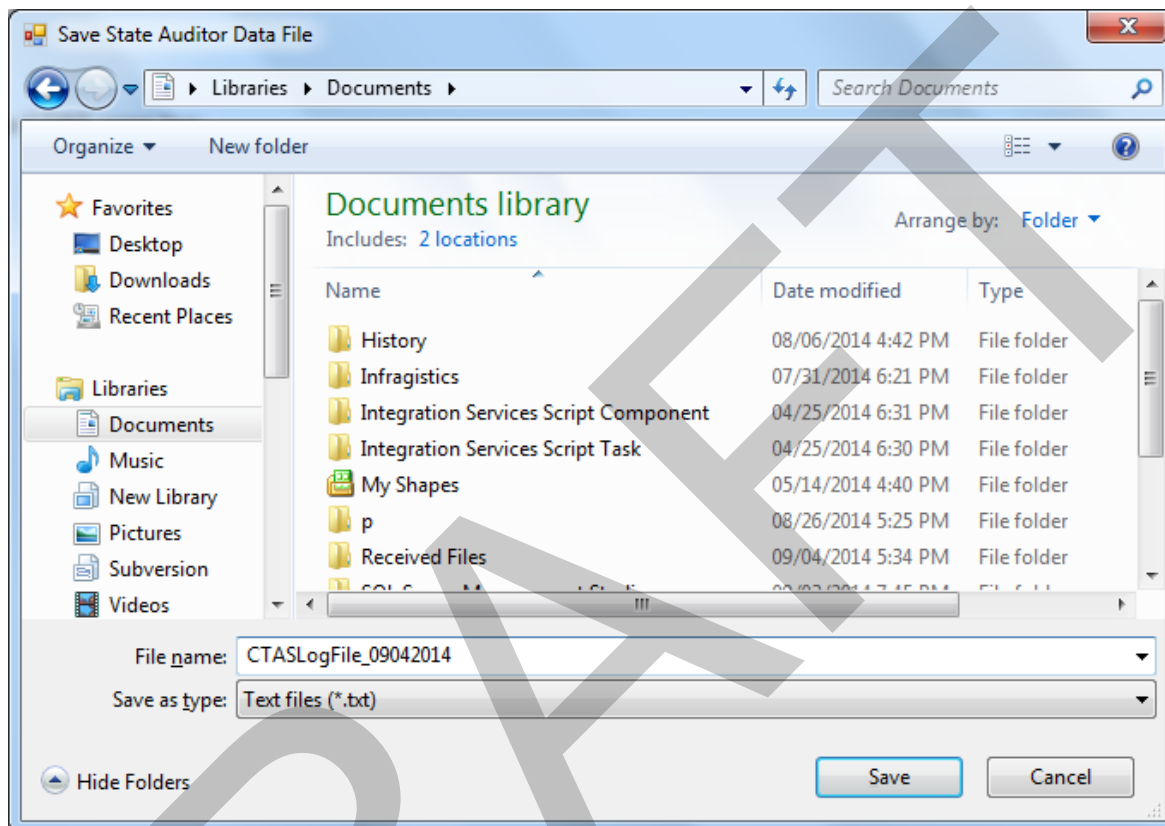 Save State Auditor Data File
Libraries Documents
Search Documents
Organize New folder
Favorites
Desktop
Downloads
Recent Places
Libraries
Documents
Music
New Library
Pictures
Subversion
Videos
Documents library
Includes: 2 locations
Arrange by: Folder
Name Date modified Type
History 08/06/2014 4:42 PM File folder
Infragistics 07/31/2014 6:21 PM File folder
Integration Services Script Component 04/25/2014 6:31 PM File folder
Integration Services Script Task 04/25/2014 6:30 PM File folder
My Shapes 05/14/2014 4:40 PM File folder
p 08/26/2014 5:25 PM File folder
Received Files 09/04/2014 5:34 PM File folder
File name: CTASLogFile_09042014
Save as type: Text files (*.txt)
Hide Folders
Save Cancel